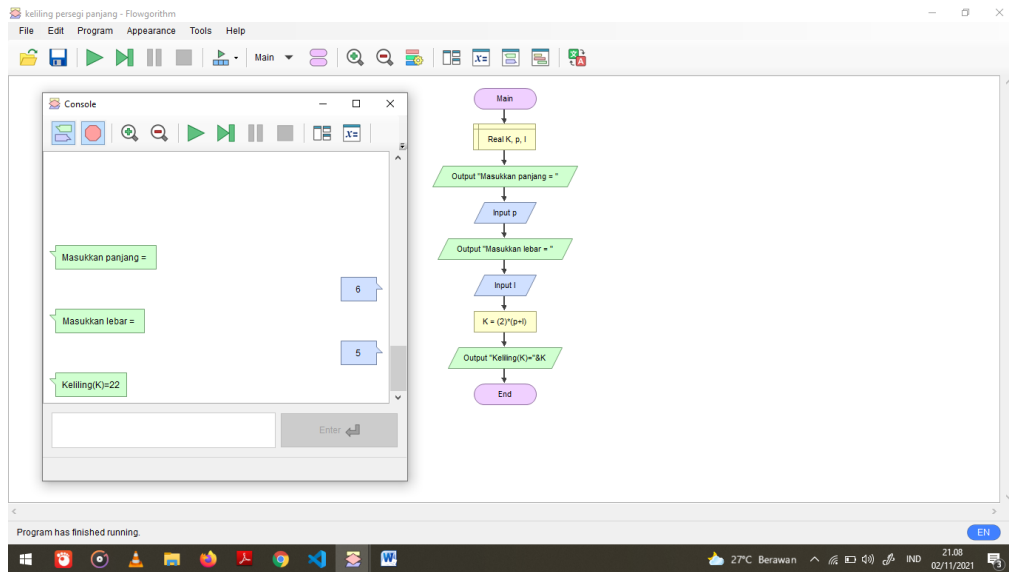 keliling persegi panjang - Flowgorithm
File Edit Program Appearance Tools Help
Main
x=
Console
x=
Masukkan panjang =
6
Masukkan lebar =
5
Keliling(K)=22
Enter
Main
Real K, p, l
Output "Masukkan panjang = "
Input p
Output "Masukkan lebar = "
Input l
K = (2)*(p+l)
Output "Keliling(K)="&K
End
Program has finished running.
EN
27°C Berawan
IND
21.08
02/11/2021
3